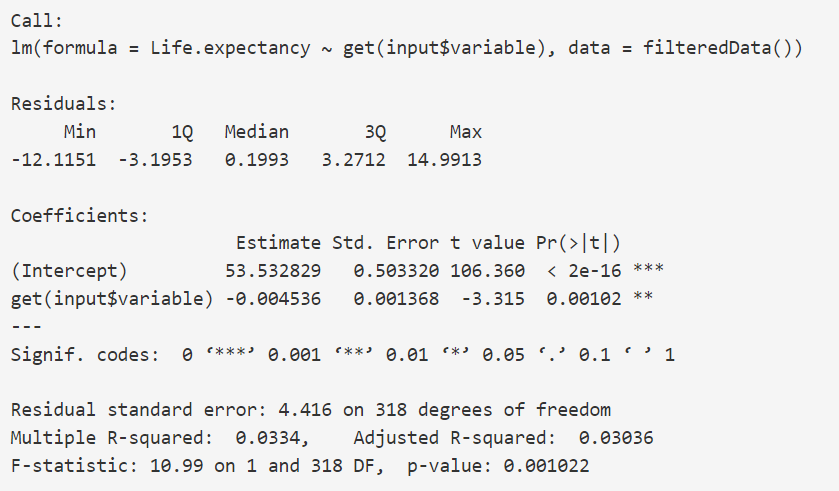 Call:
lm(formula = Life.expectancy ~ get(input$variable), data = filteredData())
Residuals:
     Min       1Q   Median       3Q      Max
-12.1151  -3.1953   0.1993   3.2712  14.9913
Coefficients:
                     Estimate Std. Error t value Pr(>|t|)
(Intercept)         53.532829   0.503320 106.360  < 2e-16 ***
get(input$variable) -0.004536   0.001368  -3.315  0.00102 **
---
Signif. codes:  0 ‘***’ 0.001 ‘**’ 0.01 ‘*’ 0.05 ‘.’ 0.1 ‘ ’ 1
Residual standard error: 4.416 on 318 degrees of freedom
Multiple R-squared:  0.0334,    Adjusted R-squared:  0.03036
F-statistic: 10.99 on 1 and 318 DF,  p-value: 0.001022